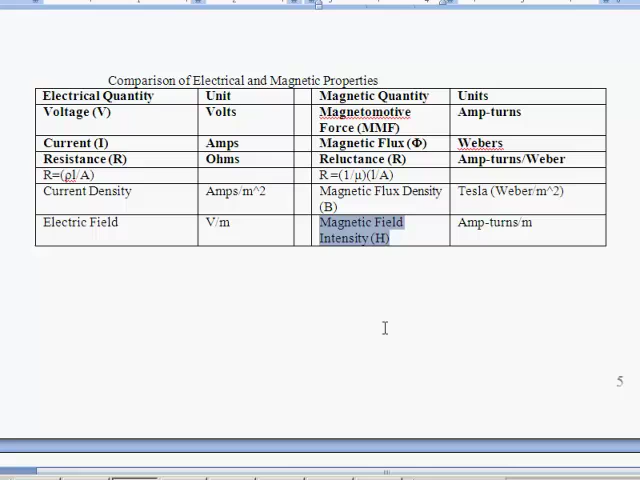 Comparison of Electrical and Magnetic Properties
Electrical Quantity Unit Magnetic Quantity Units
Voltage (V) Volts Magnetomotive Force (MMF) Amp-turns
Current (I) Amps Magnetic Flux (Φ) Webers
Resistance (R) Ohms Reluctance (R) Amp-turns/Weber
R=(ρl/A) R =(1/μ)(l/A)
Current Density Amps/m^2 Magnetic Flux Density (B) Tesla (Weber/m^2)
Electric Field V/m Magnetic Field Intensity (H) Amp-turns/m
5